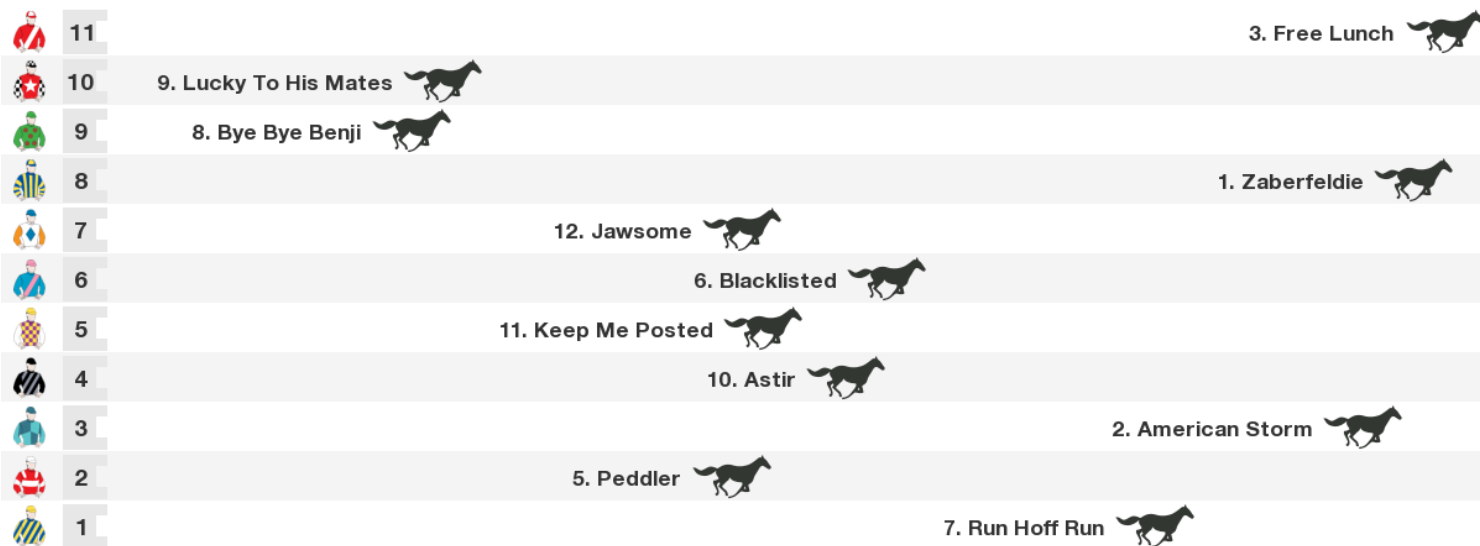 11 3. Free Lunch
10 9. Lucky To His Mates
9 8. Bye Bye Benji
8 1. Zaberfeldie
7 12. Jawsome
6 6. Blacklisted
5 11. Keep Me Posted
4 10. Astir
3 2. American Storm
2 5. Peddler
1 7. Run Hoff Run